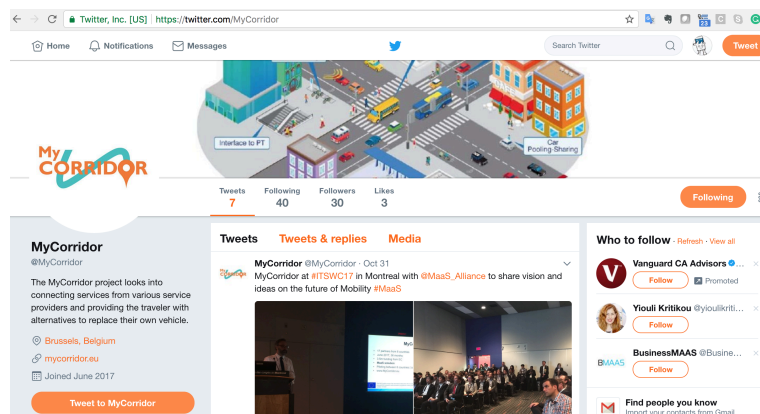 Twitter, Inc. [US] | https://twitter.com/MyCorridor
23
Home
Notifications
Messages
Search Twitter
Tweet
Interface to PT
Car
Pooling-Sharing
My
CORRIDOR
Tweets
Following
Followers
Likes
7
40
30
3
Following
MyCorridor
@MyCorridor
The MyCorridor project looks into
connecting services from various service
providers and providing the traveler with
alternatives to replace their own vehicle.
Brussels, Belgium
mycorridor.eu
Joined June 2017
Tweet to MyCorridor
Tweets
Tweets & replies
Media
MyCorridor @MyCorridor · Oct 31
MyCorridor at #ITSWC17 in Montreal with @MaaS_Alliance to share vision and
ideas on the future of Mobility #MaaS
Who to follow · Refresh · View all
Vanguard CA Advisors ...
Follow
Promoted
Yiouli Kritikou @yioulikriti...
Follow
BMAAS
BusinessMAAS @Busine...
Follow
Find people you know
Import your contacts from Gmail